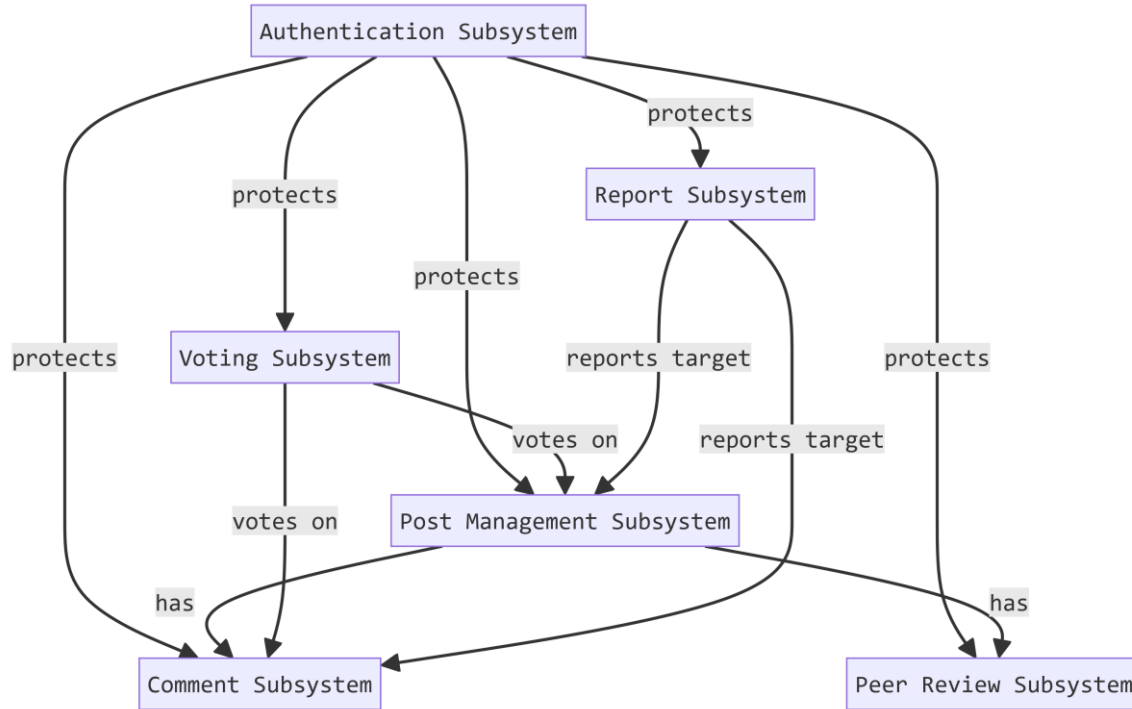 Authentication Subsystem
protects
Report Subsystem
protects
protects
Voting Subsystem
protects
reports target
protects
votes on
reports target
Post Management Subsystem
votes on
has
has
Comment Subsystem
Peer Review Subsystem